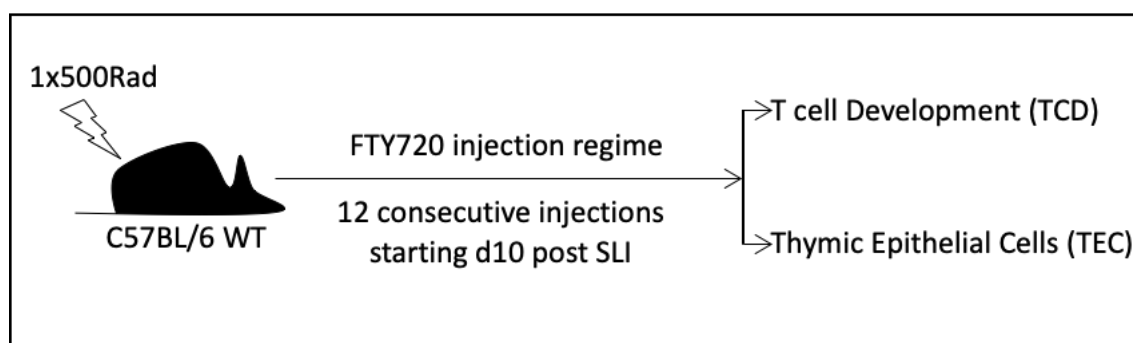 1x500Rad
C57BL/6 WT
FTY720 injection regime
12 consecutive injections
starting d10 post SLI
T cell Development (TCD)
Thymic Epithelial Cells (TEC)